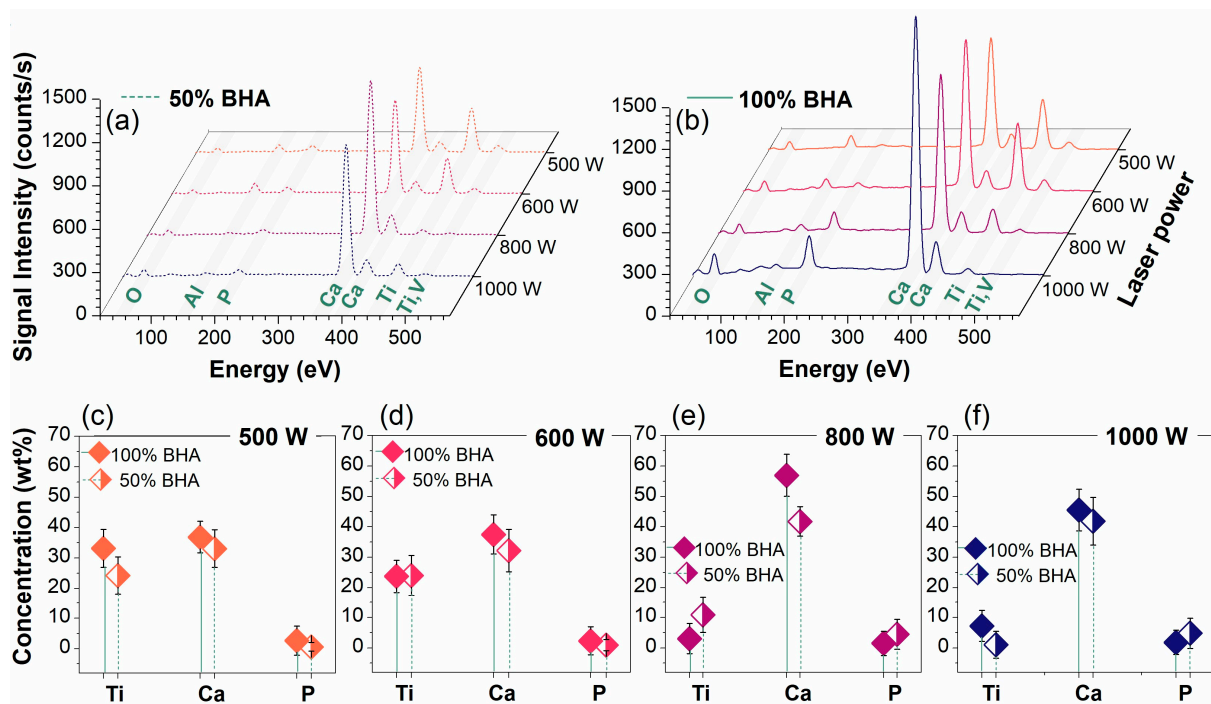 Signal Intensity (counts/s)
1500
1200
900
600
300
0
(a)
50% BHA
500 W
600 W
800 W
1000 W
O
Al
P
Ca
Ca
Ti
Ti,V
100
200
300
400
500
Energy (eV)
1500
1200
900
600
300
0
(b)
100% BHA
500 W
600 W
800 W
1000 W
Laser power
O
Al
P
Ca
Ca
Ti
Ti,V
100
200
300
400
500
Energy (eV)
Concentration (wt%)
(c)
500 W
70
60
50
40
30
20
10
0
100% BHA
50% BHA
Ti
Ca
P
(d)
600 W
70
60
50
40
30
20
10
0
100% BHA
50% BHA
Ti
Ca
P
(e)
800 W
70
60
50
40
30
20
10
0
100% BHA
50% BHA
Ti
Ca
P
(f)
1000 W
70
60
50
40
30
20
10
0
100% BHA
50% BHA
Ti
Ca
P